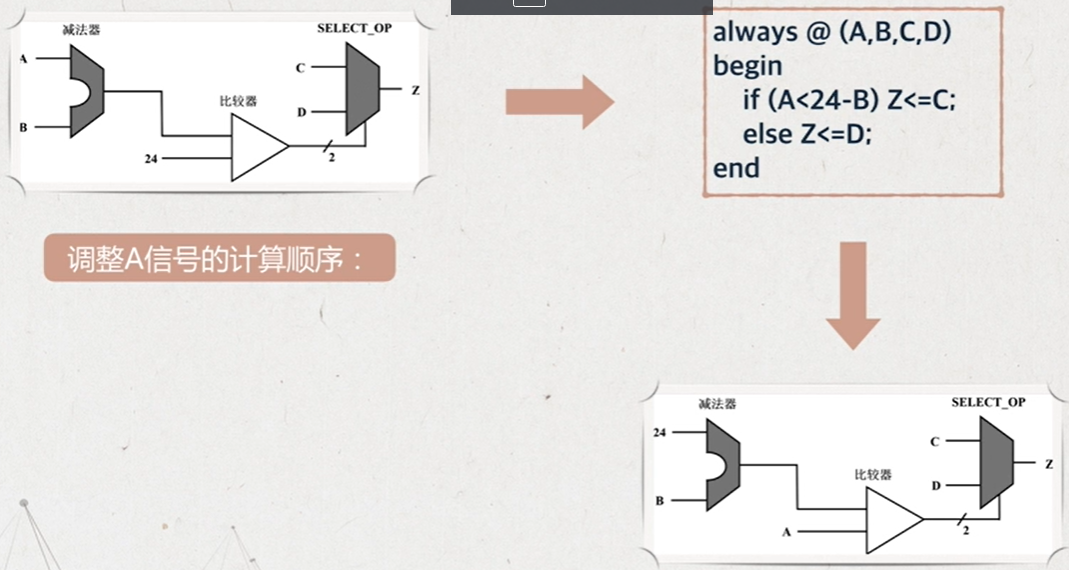 减法器
SELECT_OP
A
C
Z
比较器
D
B
24
2
always @ (A,B,C,D)
begin
if (A<24-B) Z<=C;
else Z<=D;
end
调整A信号的计算顺序：
减法器
SELECT_OP
24
C
Z
比较器
D
B
A
2